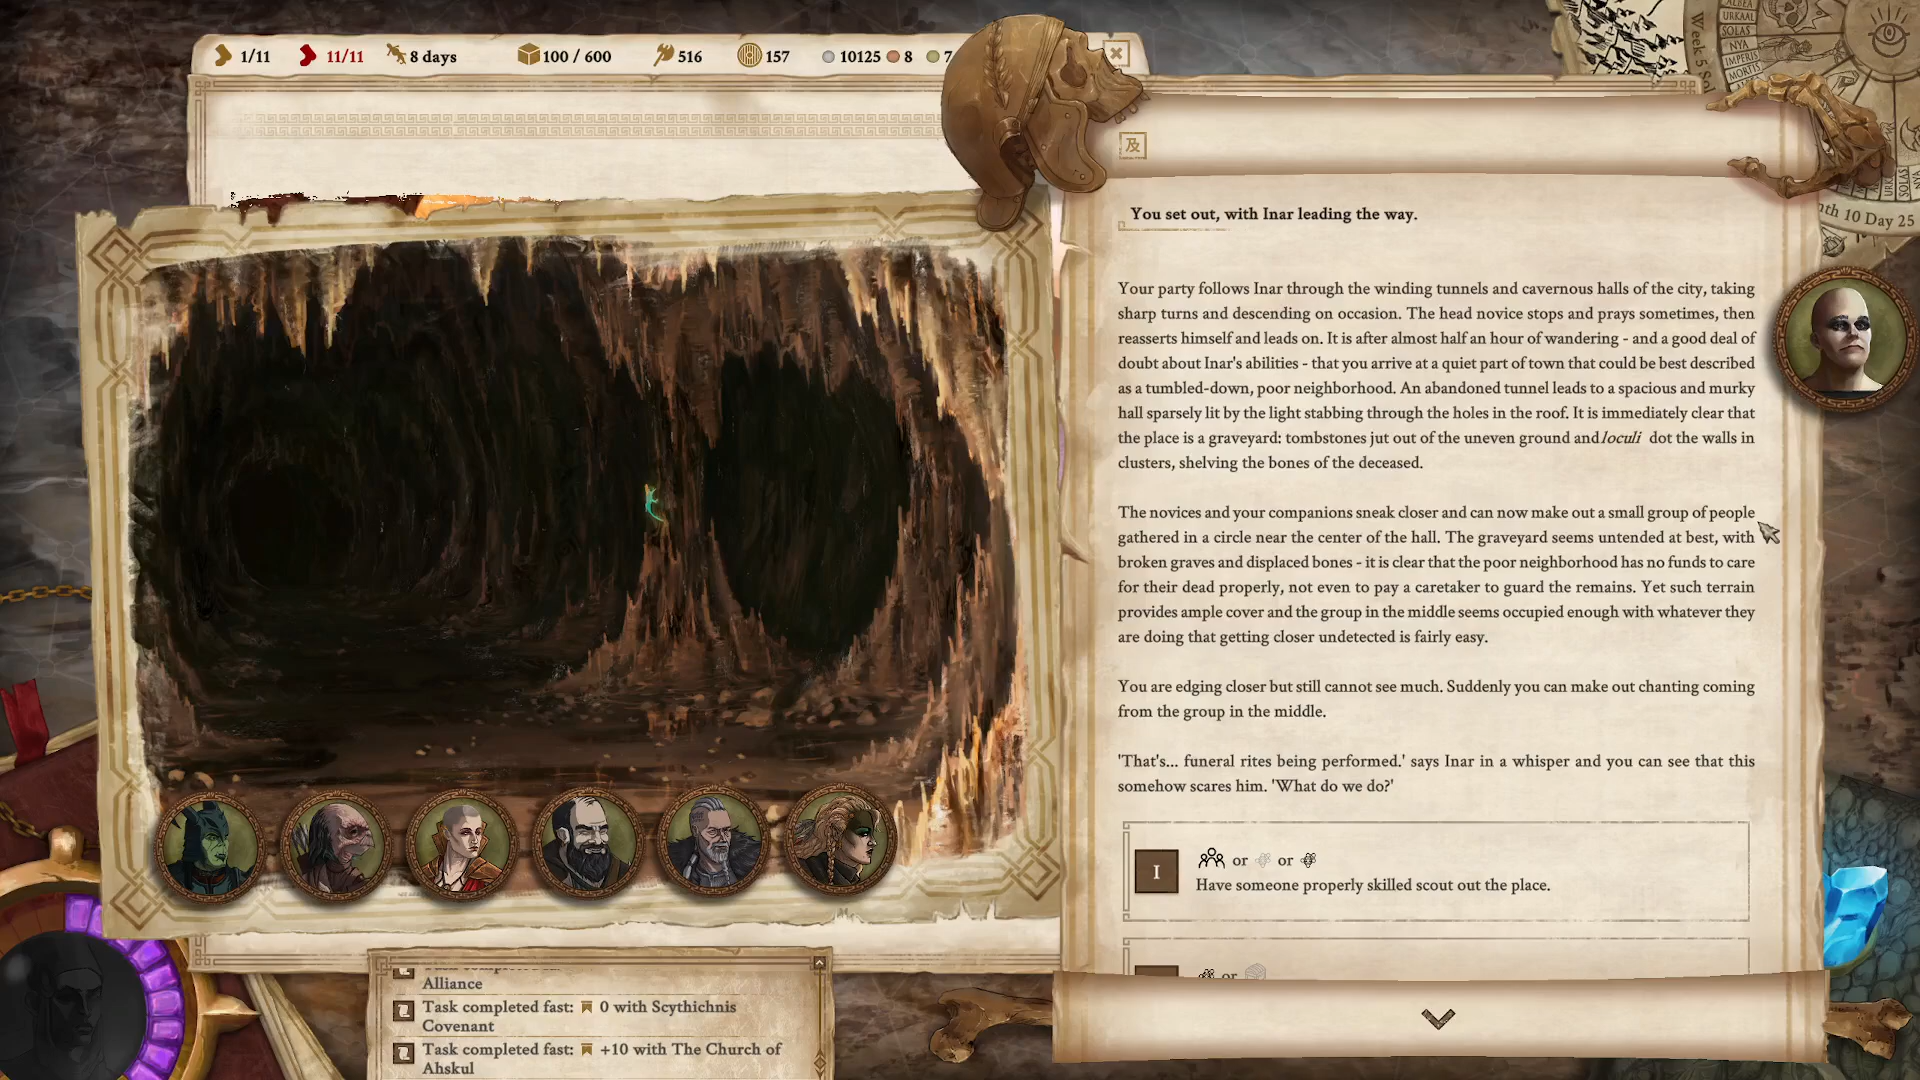 1/11 11/11 8 days 100 / 600 516 157 10125 8 7
及
You set out, with Inar leading the way.
Your party follows Inar through the winding tunnels and cavernous halls of the city, taking
sharp turns and descending on occasion. The head novice stops and prays sometimes, then
reasserts himself and leads on. It is after almost half an hour of wandering - and a good deal of
doubt about Inar's abilities - that you arrive at a quiet part of town that could be best described
as a tumbled-down, poor neighborhood. An abandoned tunnel leads to a spacious and murky
hall sparsely lit by the light stabbing through the holes in the roof. It is immediately clear that
the place is a graveyard: tombstones jut out of the uneven ground and loculi dot the walls in
clusters, shelving the bones of the deceased.
The novices and your companions sneak closer and can now make out a small group of people
gathered in a circle near the center of the hall. The graveyard seems untended at best, with
broken graves and displaced bones - it is clear that the poor neighborhood has no funds to care
for their dead properly, not even to pay a caretaker to guard the remains. Yet such terrain
provides ample cover and the group in the middle seems occupied enough with whatever they
are doing that getting closer undetected is fairly easy.
You are edging closer but still cannot see much. Suddenly you can make out chanting coming
from the group in the middle.
'That's... funeral rites being performed.' says Inar in a whisper and you can see that this
somehow scares him. 'What do we do?'
I
or or
Have someone properly skilled scout out the place.
or
Alliance
Task completed fast: 0 with Scythichnis
Covenant
Task completed fast: +10 with The Church of
Ahskul
Week 5
ALBEA
URKAAL
SOLAS
NYA
IMPERIS
MORTIS
10 Day 25